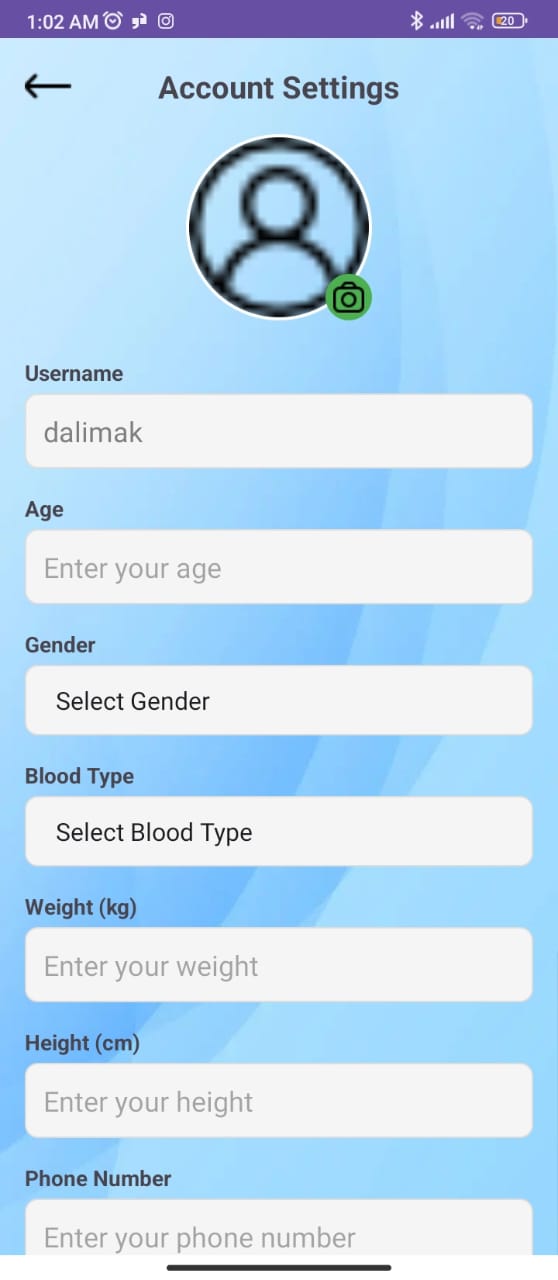 1:02 AM
20
Account Settings
Username
dalimak
Age
Enter your age
Gender
Select Gender
Blood Type
Select Blood Type
Weight (kg)
Enter your weight
Height (cm)
Enter your height
Phone Number
Enter your phone number